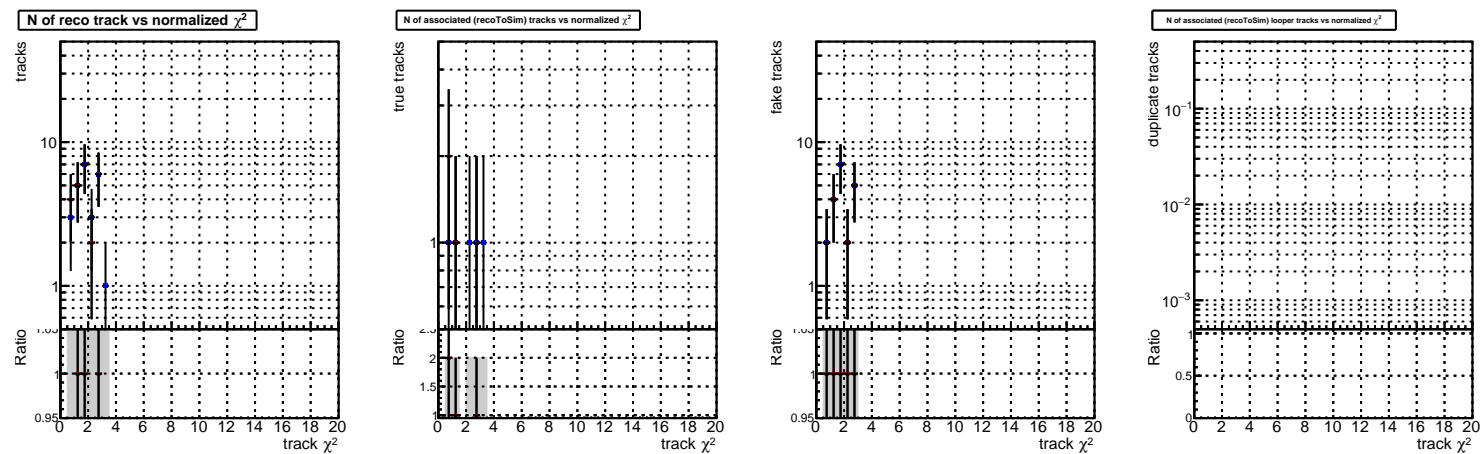 N of reco track vs normalized χ²
N of associated (recoToSim) tracks vs normalized χ²
N of associated (recoToSim) looper tracks vs normalized χ²
tracks
10
1
Ratio
1
0.95
0 2 4 6 8 10 12 14 16 18 20
track χ²
true tracks
1
Ratio
2.5
2
1.5
1
0 2 4 6 8 10 12 14 16 18 20
track χ²
fake tracks
10
1
Ratio
1
0.95
0 2 4 6 8 10 12 14 16 18 20
track χ²
duplicate tracks
10⁻¹
10⁻²
10⁻³
Ratio
1
0.5
0
0 2 4 6 8 10 12 14 16 18 20
track χ²